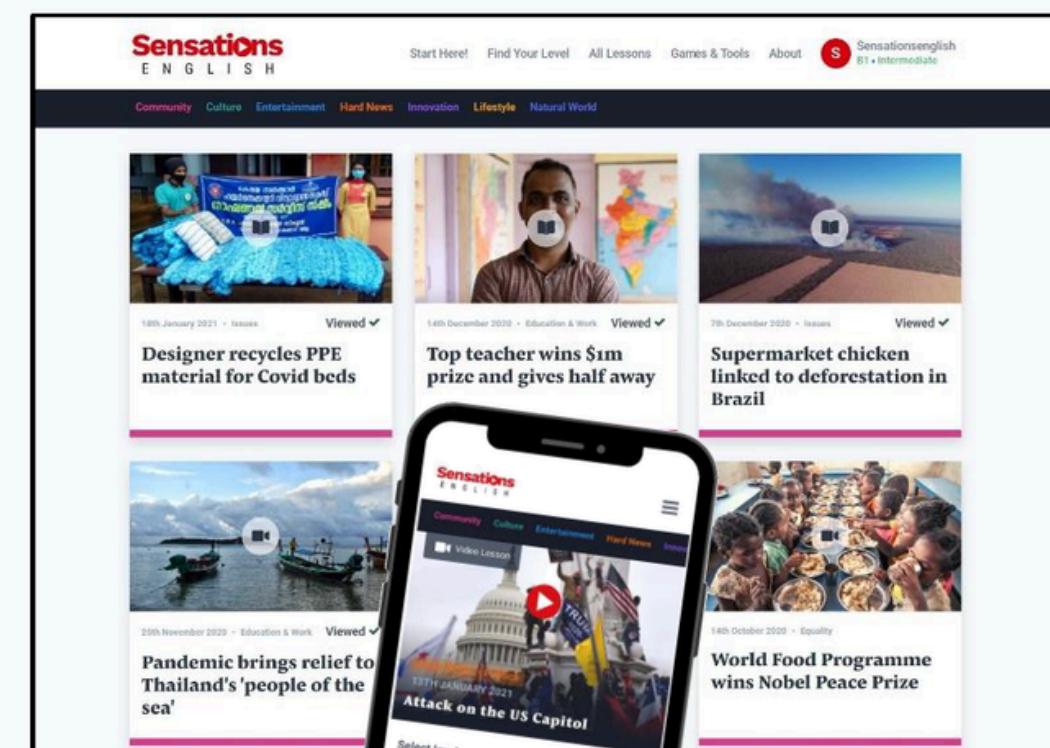 Sensations
ENGLISH
Start Here! Find Your Level All Lessons Games & Tools About
S
Sensationsenglish
B1 • Intermediate
Community Culture Entertainment Hard News Innovation Lifestyle Natural World
18th January 2021 • Issues Viewed ✓
Designer recycles PPE
material for Covid beds
14th December 2020 • Education & Work Viewed ✓
Top teacher wins $1m
prize and gives half away
7th December 2020 • Issues Viewed ✓
Supermarket chicken
linked to deforestation in
Brazil
25th November 2020 • Education & Work Viewed ✓
Pandemic brings relief to
Thailand's 'people of the
sea'
Sensations
ENGLISH
Community Culture Entertainment Hard News
Video Lesson
TRUMP
13TH JANUARY 2021
Attack on the US Capitol
14th October 2020 • Equality
World Food Programme
wins Nobel Peace Prize